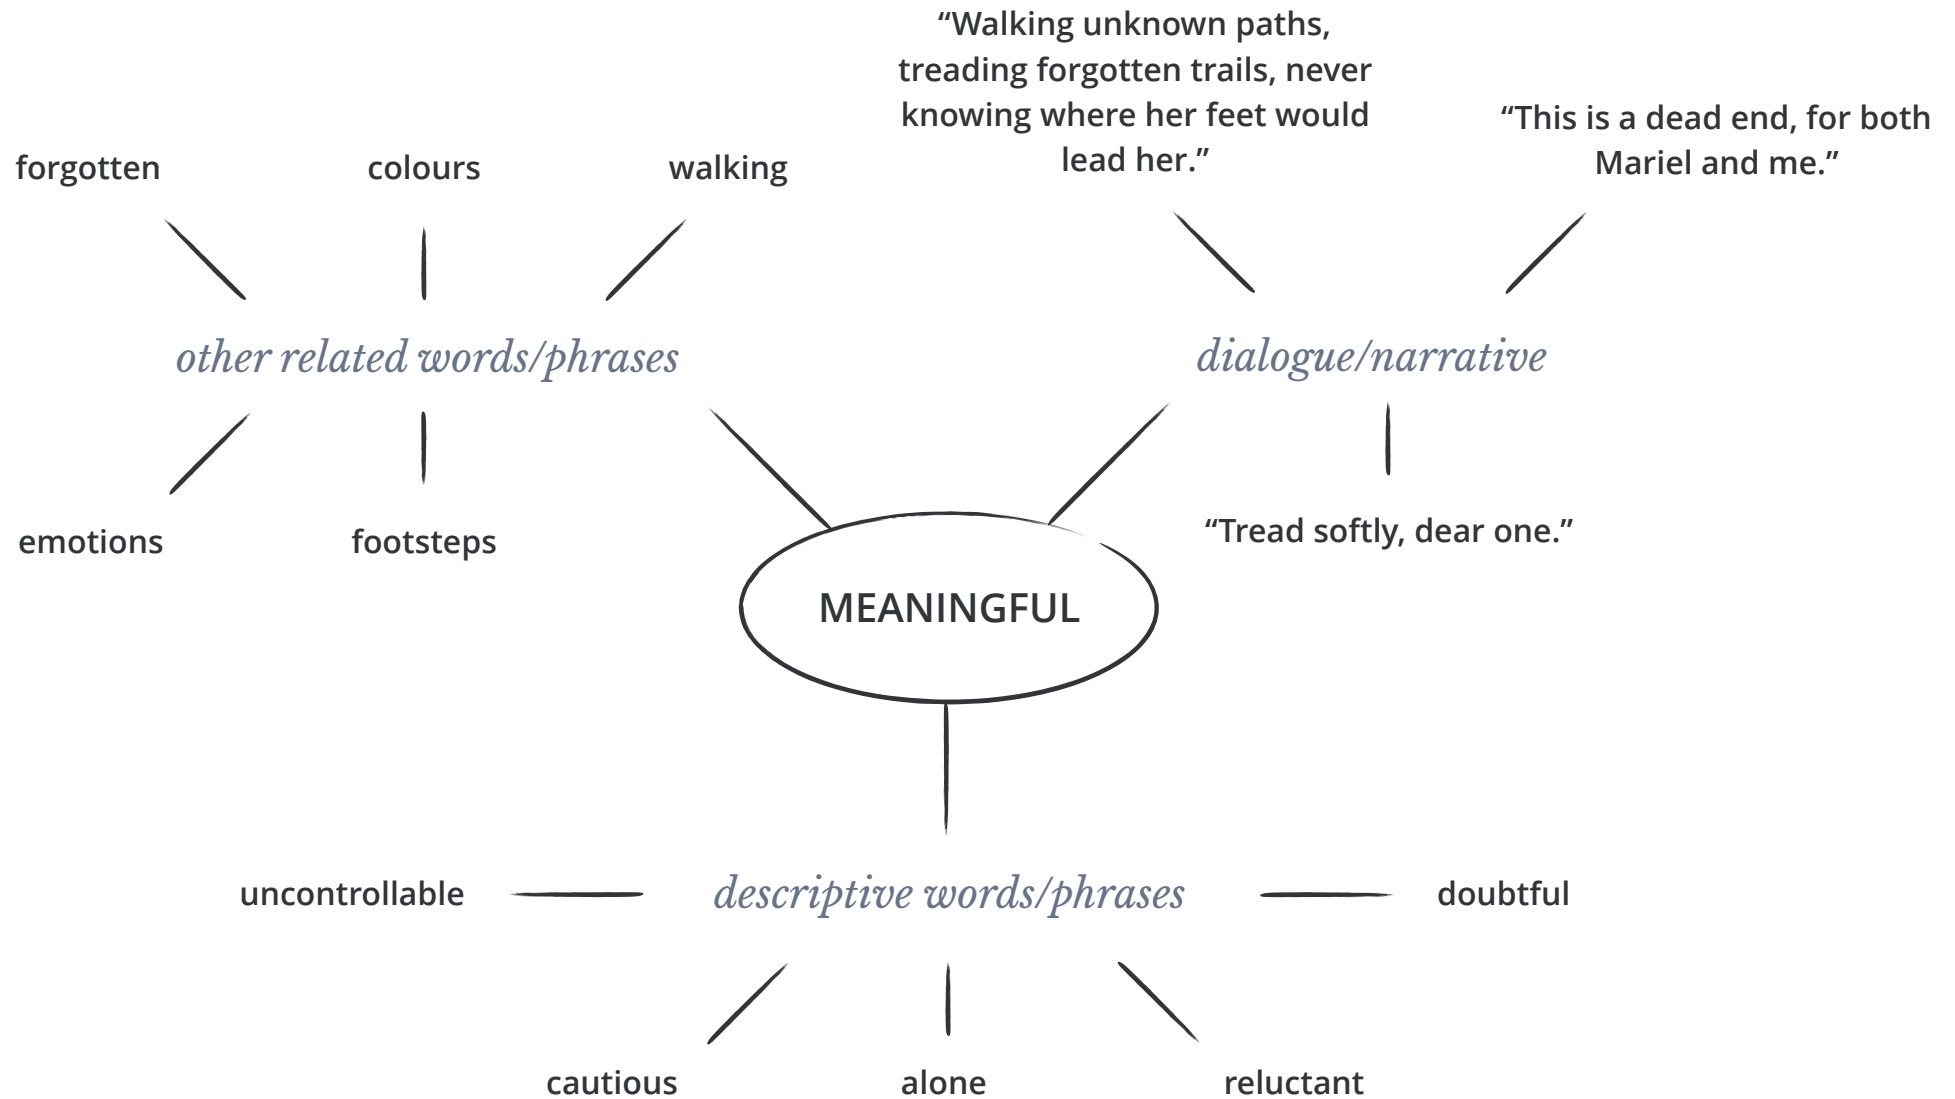 “Walking unknown paths,
treading forgotten trails, never
knowing where her feet would
lead her.”
“This is a dead end, for both
Mariel and me.”
forgotten
colours
walking
other related words/phrases
dialogue/narrative
emotions
footsteps
“Tread softly, dear one.”
MEANINGFUL
uncontrollable
descriptive words/phrases
doubtful
cautious
alone
reluctant